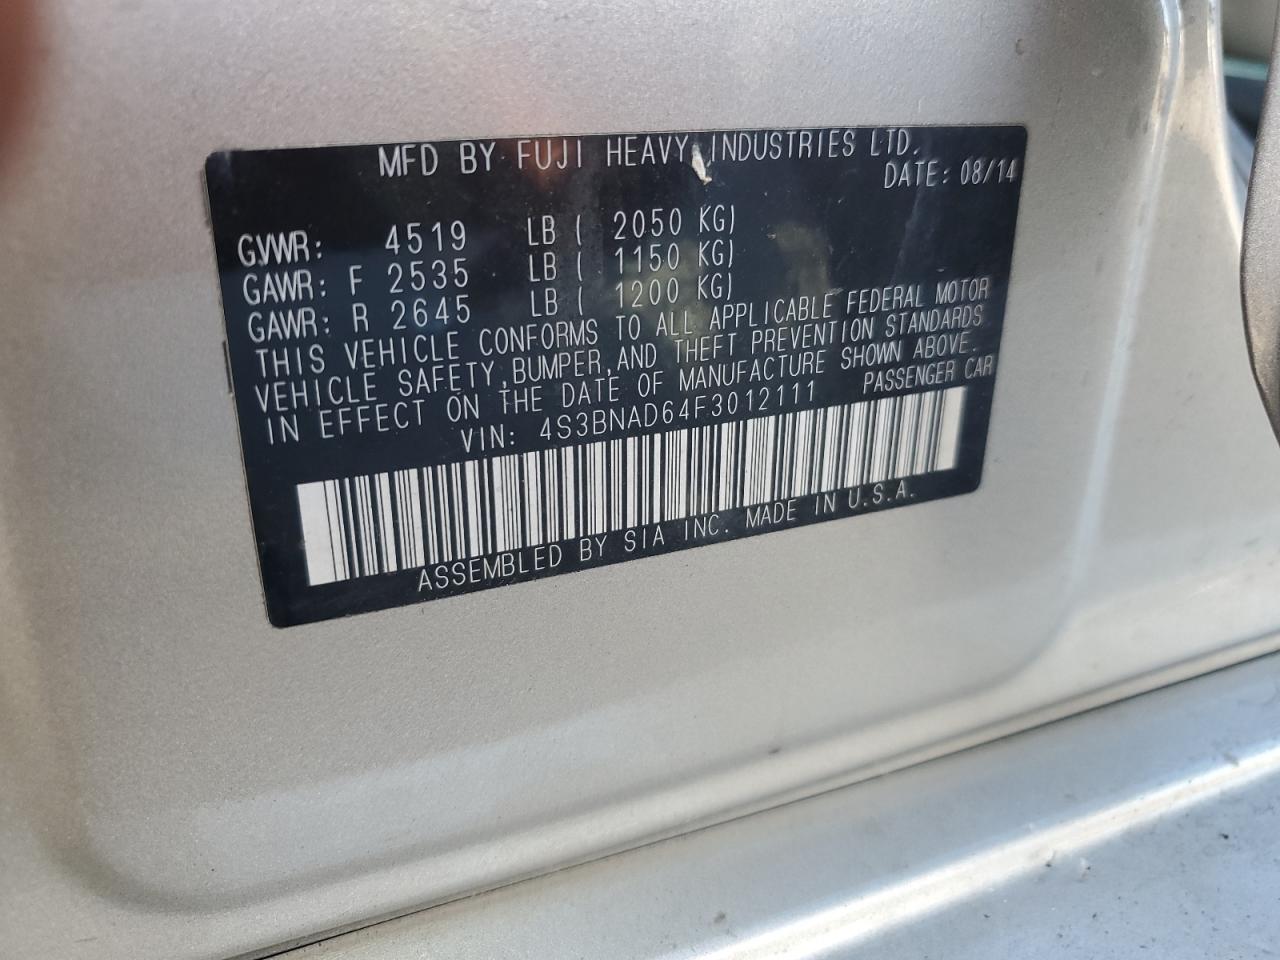 MFD BY FUJI HEAVY INDUSTRIES LTD.
DATE: 08/14
GVWR: 4519 LB ( 2050 KG)
GAWR: F 2535 LB ( 1150 KG)
GAWR: R 2645 LB ( 1200 KG)
THIS VEHICLE CONFORMS TO ALL APPLICABLE FEDERAL MOTOR
VEHICLE SAFETY,BUMPER,AND THEFT PREVENTION STANDARDS
IN EFFECT ON THE DATE OF MANUFACTURE SHOWN ABOVE.
VIN: 4S3BNAD64F3012111 PASSENGER CAR
ASSEMBLED BY SIA INC. MADE IN U.S.A.